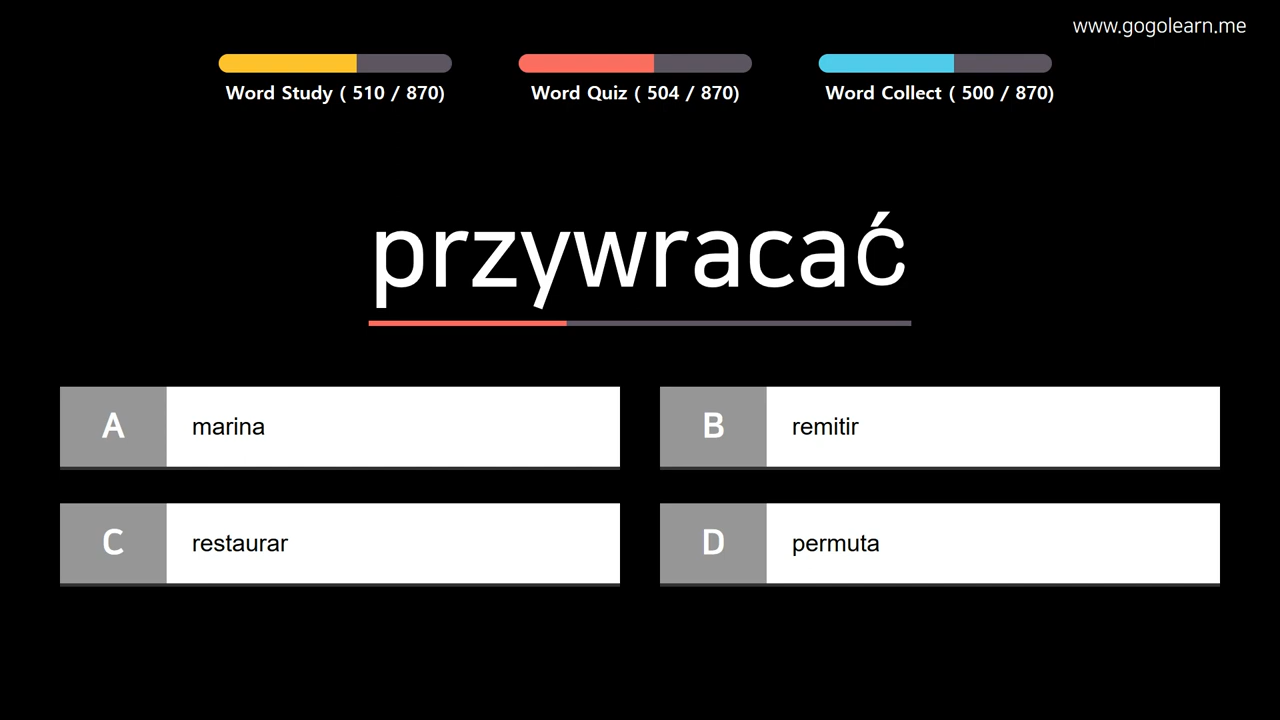 www.gogolearn.me
Word Study ( 510 / 870)
Word Quiz ( 504 / 870)
Word Collect ( 500 / 870)
przywracać
A marina
B remitir
C restaurar
D permuta